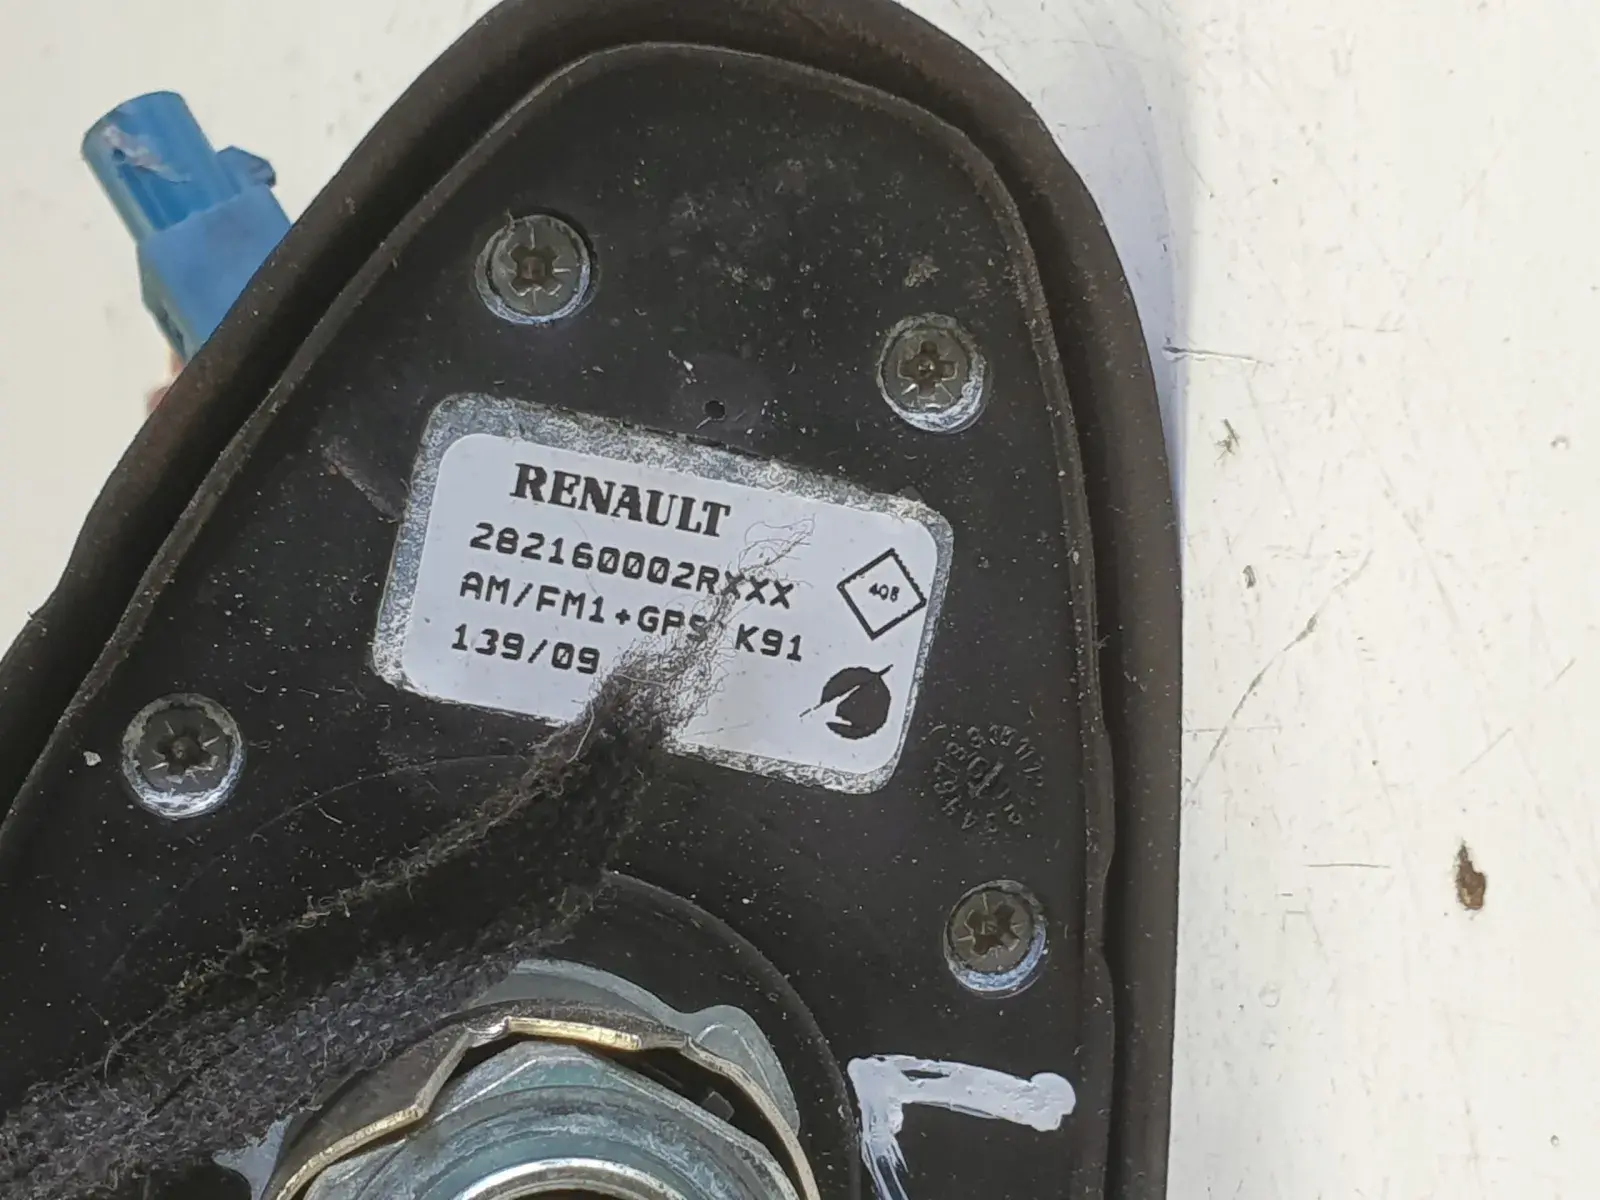 RENAULT
282160002RXXX
AM/FM1+GPS K91
139/09
408